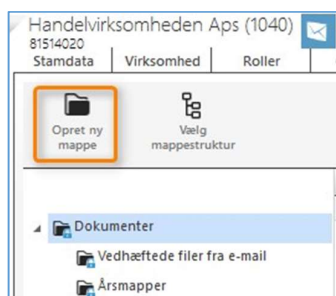 Handelvirksomheden Aps (1040)
81514020
Stamdata Virksomhed Roller
Opret ny Vælg
mappe mappestruktur
Dokumenter
Vedhæftede filer fra e-mail
Årsmapper